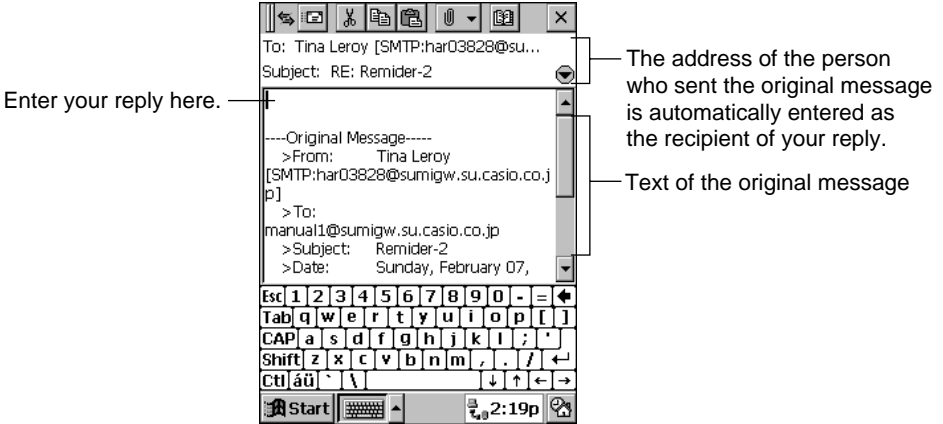 To: Tina Leroy [SMTP:har03828@su...
Subject: RE: Remider-2
Enter your reply here.
The address of the person
who sent the original message
is automatically entered as
the recipient of your reply.
----Original Message-----
>From: Tina Leroy
[SMTP:har03828@sumigw.su.casio.co.j
p]
>To:
manual1@sumigw.su.casio.co.jp
>Subject: Remider-2
>Date: Sunday, February 07,
Text of the original message
Esc 1 2 3 4 5 6 7 8 9 0 - =
Tab q w e r t y u i o p [ ]
CAP a s d f g h j k l ; '
Shift z x c v b n m , . /
Ctl áü ` \
Start 2:19p